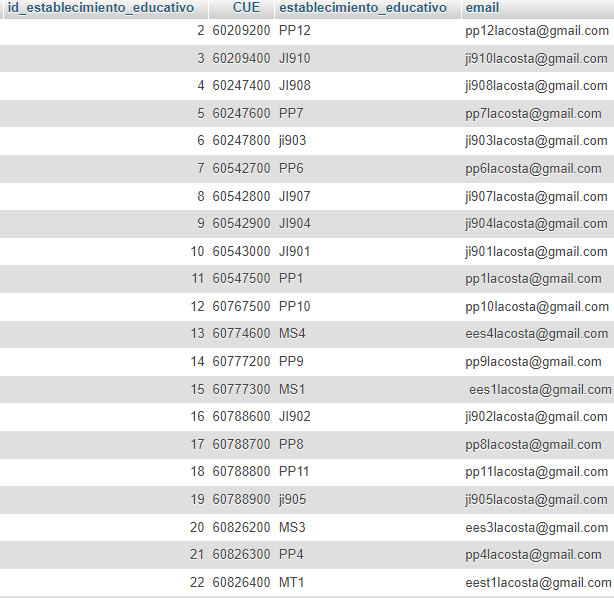 id_establecimiento_educativo CUE establecimiento_educativo email
2 60209200 PP12 pp12lacosta@gmail.com
3 60209400 JI910 ji910lacosta@gmail.com
4 60247400 JI908 ji908lacosta@gmail.com
5 60247600 PP7 pp7lacosta@gmail.com
6 60247800 ji903 ji903lacosta@gmail.com
7 60542700 PP6 pp6lacosta@gmail.com
8 60542800 JI907 ji907lacosta@gmail.com
9 60542900 JI904 ji904lacosta@gmail.com
10 60543000 JI901 ji901lacosta@gmail.com
11 60547500 PP1 pp1lacosta@gmail.com
12 60767500 PP10 pp10lacosta@gmail.com
13 60774600 MS4 ees4lacosta@gmail.com
14 60777200 PP9 pp9lacosta@gmail.com
15 60777300 MS1 ees1lacosta@gmail.com
16 60788600 JI902 ji902lacosta@gmail.com
17 60788700 PP8 pp8lacosta@gmail.com
18 60788800 PP11 pp11lacosta@gmail.com
19 60788900 ji905 ji905lacosta@gmail.com
20 60826200 MS3 ees3lacosta@gmail.com
21 60826300 PP4 pp4lacosta@gmail.com
22 60826400 MT1 eest1lacosta@gmail.com